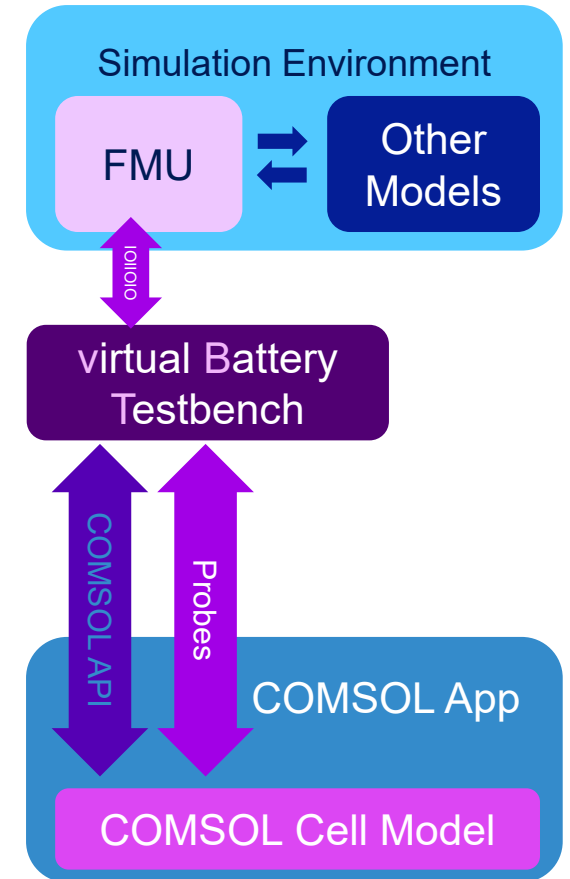 Simulation Environment
FMU
Other
Models
IOIIOIO
virtual Battery
Testbench
COMSOL API
Probes
COMSOL App
COMSOL Cell Model